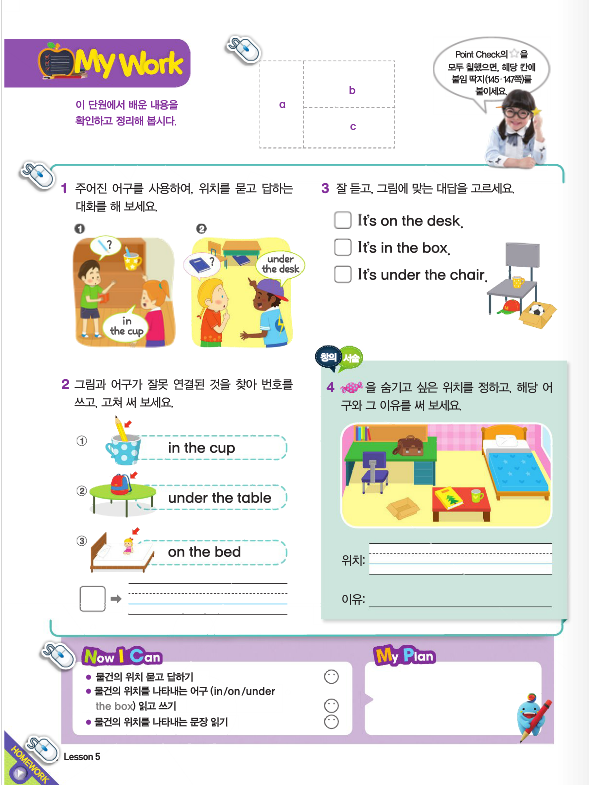 My Work
이 단원에서 배운 내용을
확인하고 정리해 봅시다.
a
b
c
Point Check의 ☆을
모두 칠했으면, 해당 칸에
붙임 딱지(145~147쪽)를
붙이세요.
1 주어진 어구를 사용하여, 위치를 묻고 답하는
대화를 해 보세요.
❶
?
in
the cup
❷
?
under
the desk
2 그림과 어구가 잘못 연결된 것을 찾아 번호를
쓰고, 고쳐 써 보세요.
① in the cup
② under the table
③ on the bed
3 잘 듣고, 그림에 맞는 대답을 고르세요.
It's on the desk.
It's in the box.
It's under the chair.
창의 서술
4 을 숨기고 싶은 위치를 정하고, 해당 어
구와 그 이유를 써 보세요.
위치:
이유:
Now I Can
• 물건의 위치 묻고 답하기
• 물건의 위치를 나타내는 어구 (in/on/under
the box) 읽고 쓰기
• 물건의 위치를 나타내는 문장 읽기
My Plan
HOMEWORK
Lesson 5